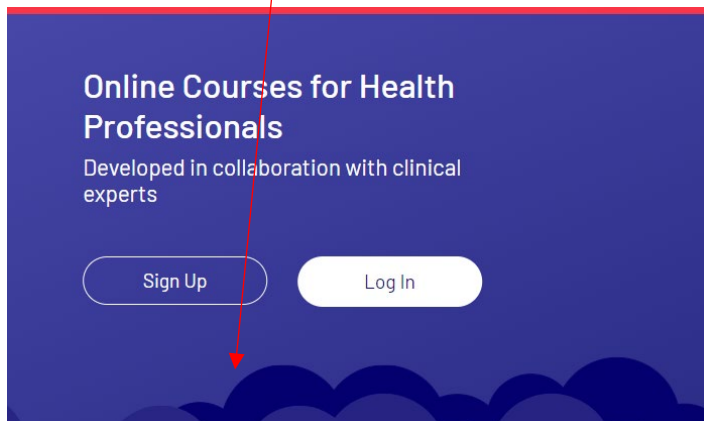 Online Courses for Health
Professionals
Developed in collaboration with clinical
experts
Sign Up
Log In